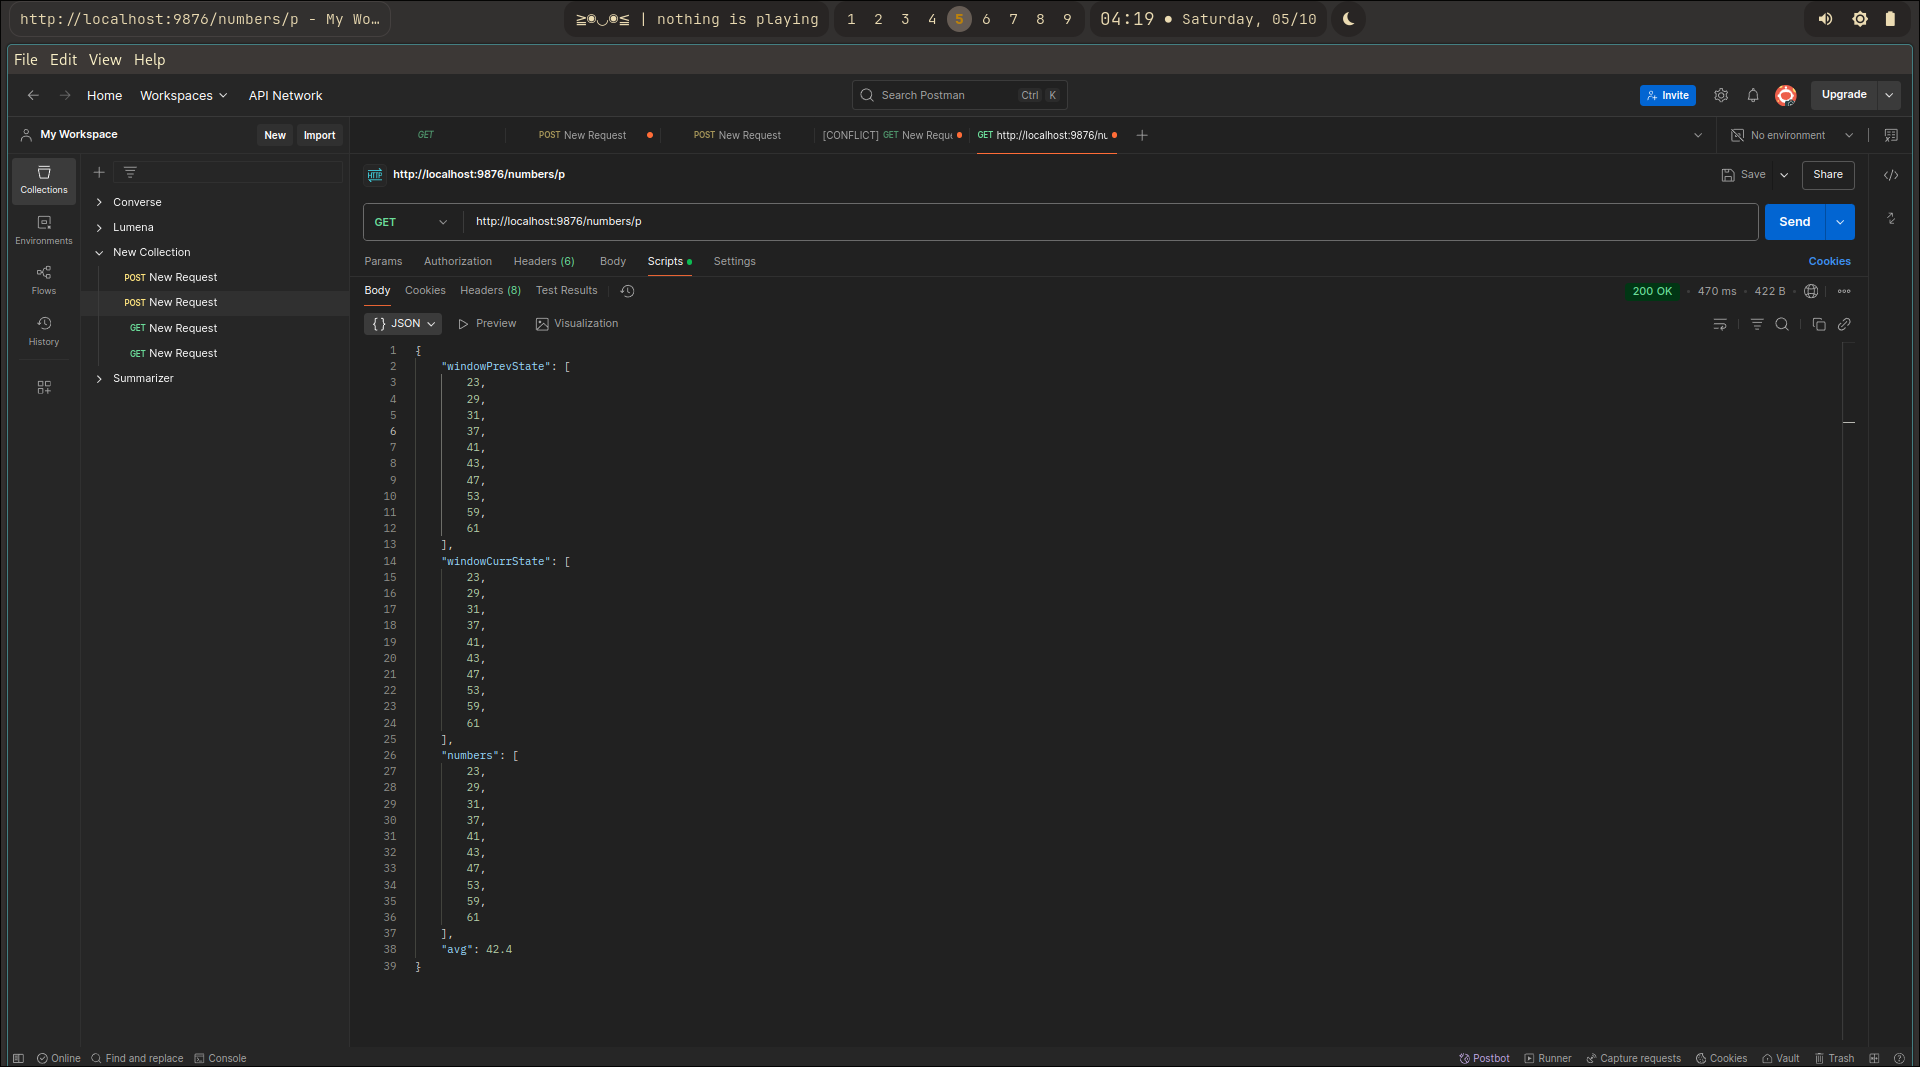 http://localhost:9876/numbers/p - My Wo…
≧◉◡◉≦ | nothing is playing
1 2 3 4 5 6 7 8 9
04:19 • Saturday, 05/10
File Edit View Help
Home Workspaces API Network
Search Postman Ctrl K
Invite
Upgrade
My Workspace
New Import
GET
POST New Request
POST New Request
[CONFLICT] GET New Reque
GET http://localhost:9876/nu
No environment
Collections
Environments
Flows
History
Converse
Lumena
New Collection
POST New Request
POST New Request
GET New Request
GET New Request
Summarizer
HTTP http://localhost:9876/numbers/p
Save Share
GET http://localhost:9876/numbers/p
Send
Params Authorization Headers (6) Body Scripts Settings
Cookies
Body Cookies Headers (8) Test Results
200 OK • 470 ms • 422 B
{ } JSON Preview Visualization
1 {
2 "windowPrevState": [
3 23,
4 29,
5 31,
6 37,
7 41,
8 43,
9 47,
10 53,
11 59,
12 61
13 ],
14 "windowCurrState": [
15 23,
16 29,
17 31,
18 37,
19 41,
20 43,
21 47,
22 53,
23 59,
24 61
25 ],
26 "numbers": [
27 23,
28 29,
29 31,
30 37,
31 41,
32 43,
33 47,
34 53,
35 59,
36 61
37 ],
38 "avg": 42.4
39 }
Online Find and replace Console
Postbot Runner Capture requests Cookies Vault Trash